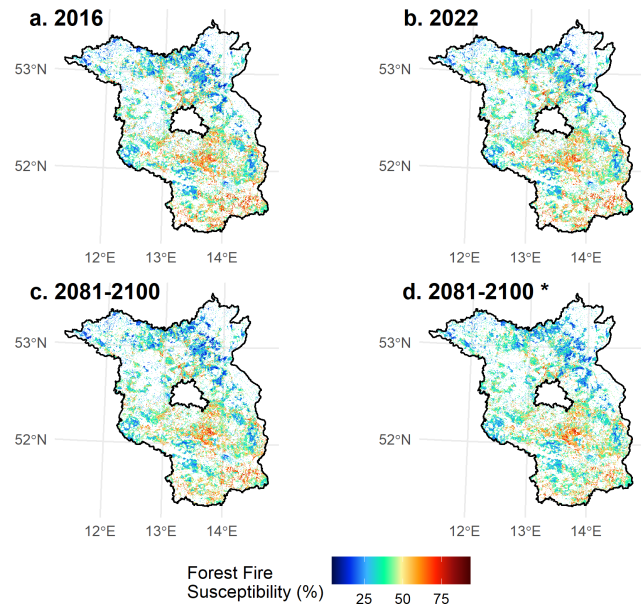 a. 2016
b. 2022
53°N
53°N
52°N
52°N
12°E 13°E 14°E
12°E 13°E 14°E
c. 2081-2100
d. 2081-2100 *
53°N
53°N
52°N
52°N
12°E 13°E 14°E
12°E 13°E 14°E
Forest Fire
Susceptibility (%)
25 50 75